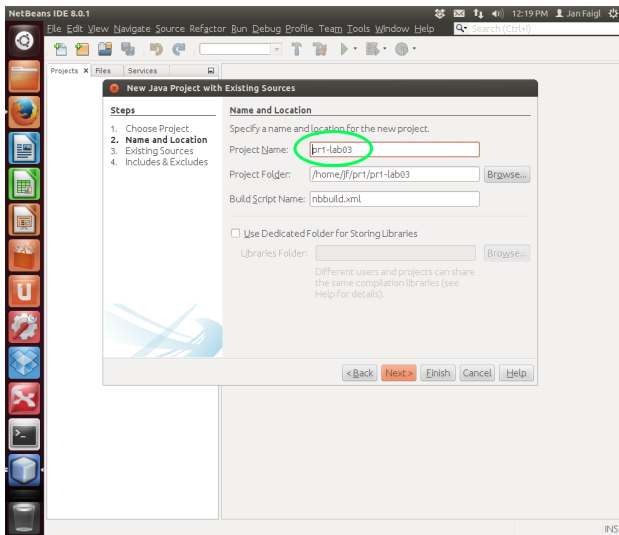 NetBeans IDE 8.0.1 12:19 PM Jan Faigl
File Edit View Navigate Source Refactor Run Debug Profile Team Tools Window Help Search (Ctrl+I)
Projects Files Services
New Java Project with Existing Sources
Steps
1. Choose Project
2. Name and Location
3. Existing Sources
4. Includes & Excludes
Name and Location
Specify a name and location for the new project.
Project Name: pr1-lab03
Project Folder: /home/jf/pr1/pr1-lab03 Browse...
Build Script Name: nbbuild.xml
Use Dedicated Folder for Storing Libraries
Libraries Folder: Browse...
Different users and projects can share
the same compilation libraries (see
Help for details).
< Back Next > Finish Cancel Help
INS